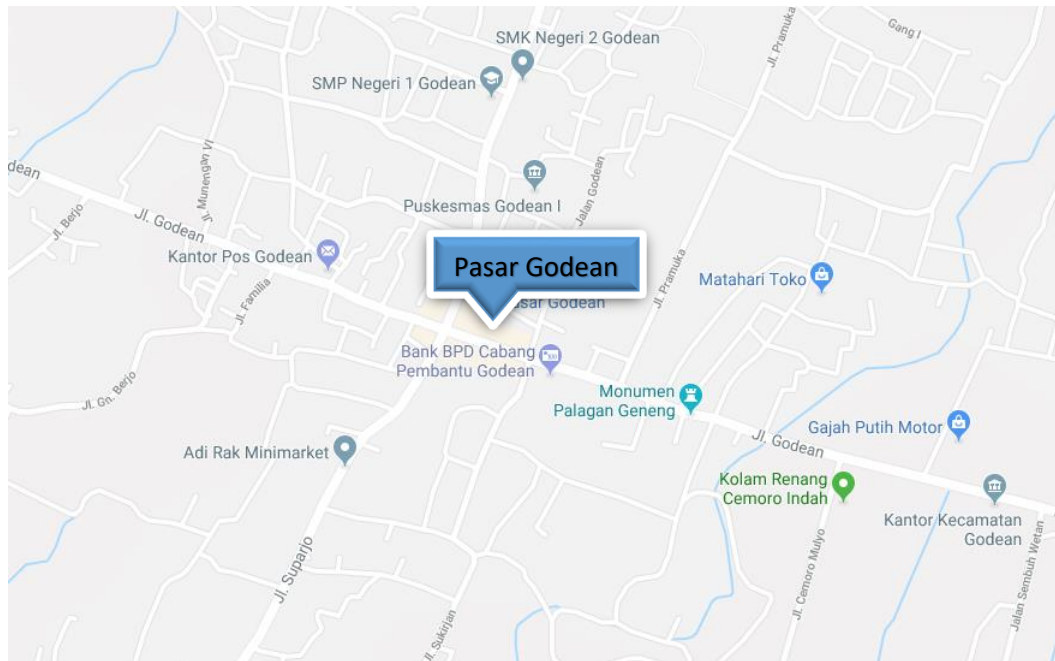 SMK Negeri 2 Godean
Gang I
Jl. Pramuka
SMP Negeri 1 Godean
dean
Jl. Munengan VI
Puskesmas Godean I
Jalan Godean
Jl. Berjo
Jl. Godean
Kantor Pos Godean
Pasar Godean
Jl. Pramuka
Matahari Toko
Jl. Familia
asar Godean
Bank BPD Cabang
Pembantu Godean
Jl. Gn. Berjo
Monumen
Palagan Geneng
Jl. Godean
Gajah Putih Motor
Adi Rak Minimarket
Kolam Renang
Cemoro Indah
Kantor Kecamatan
Godean
Jl. Suparjo
Jl. Cemoro Mulyo
Jalan Sembuh Wetan
Jl. Sukirjan